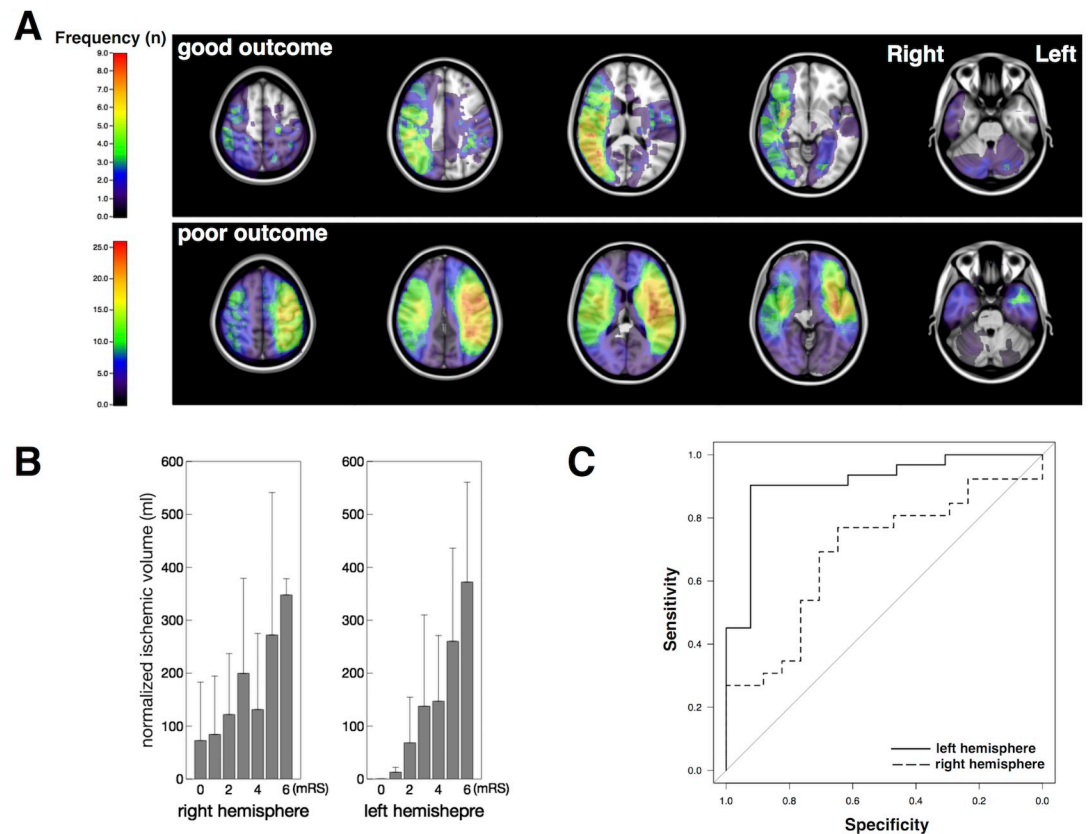 A
Frequency (n)
9.0
8.0
7.0
6.0
5.0
4.0
3.0
2.0
1.0
0.0
good outcome
Right
Left
25.0
20.0
15.0
10.0
5.0
0.0
poor outcome
B
normalized ischemic volume (ml)
600
500
400
300
200
100
0
0 2 4 6 (mRS)
right hemisphere
600
500
400
300
200
100
0
0 2 4 6 (mRS)
left hemishepre
C
Sensitivity
1.0
0.8
0.6
0.4
0.2
0.0
left hemisphere
right hemisphere
1.0 0.8 0.6 0.4 0.2 0.0
Specificity